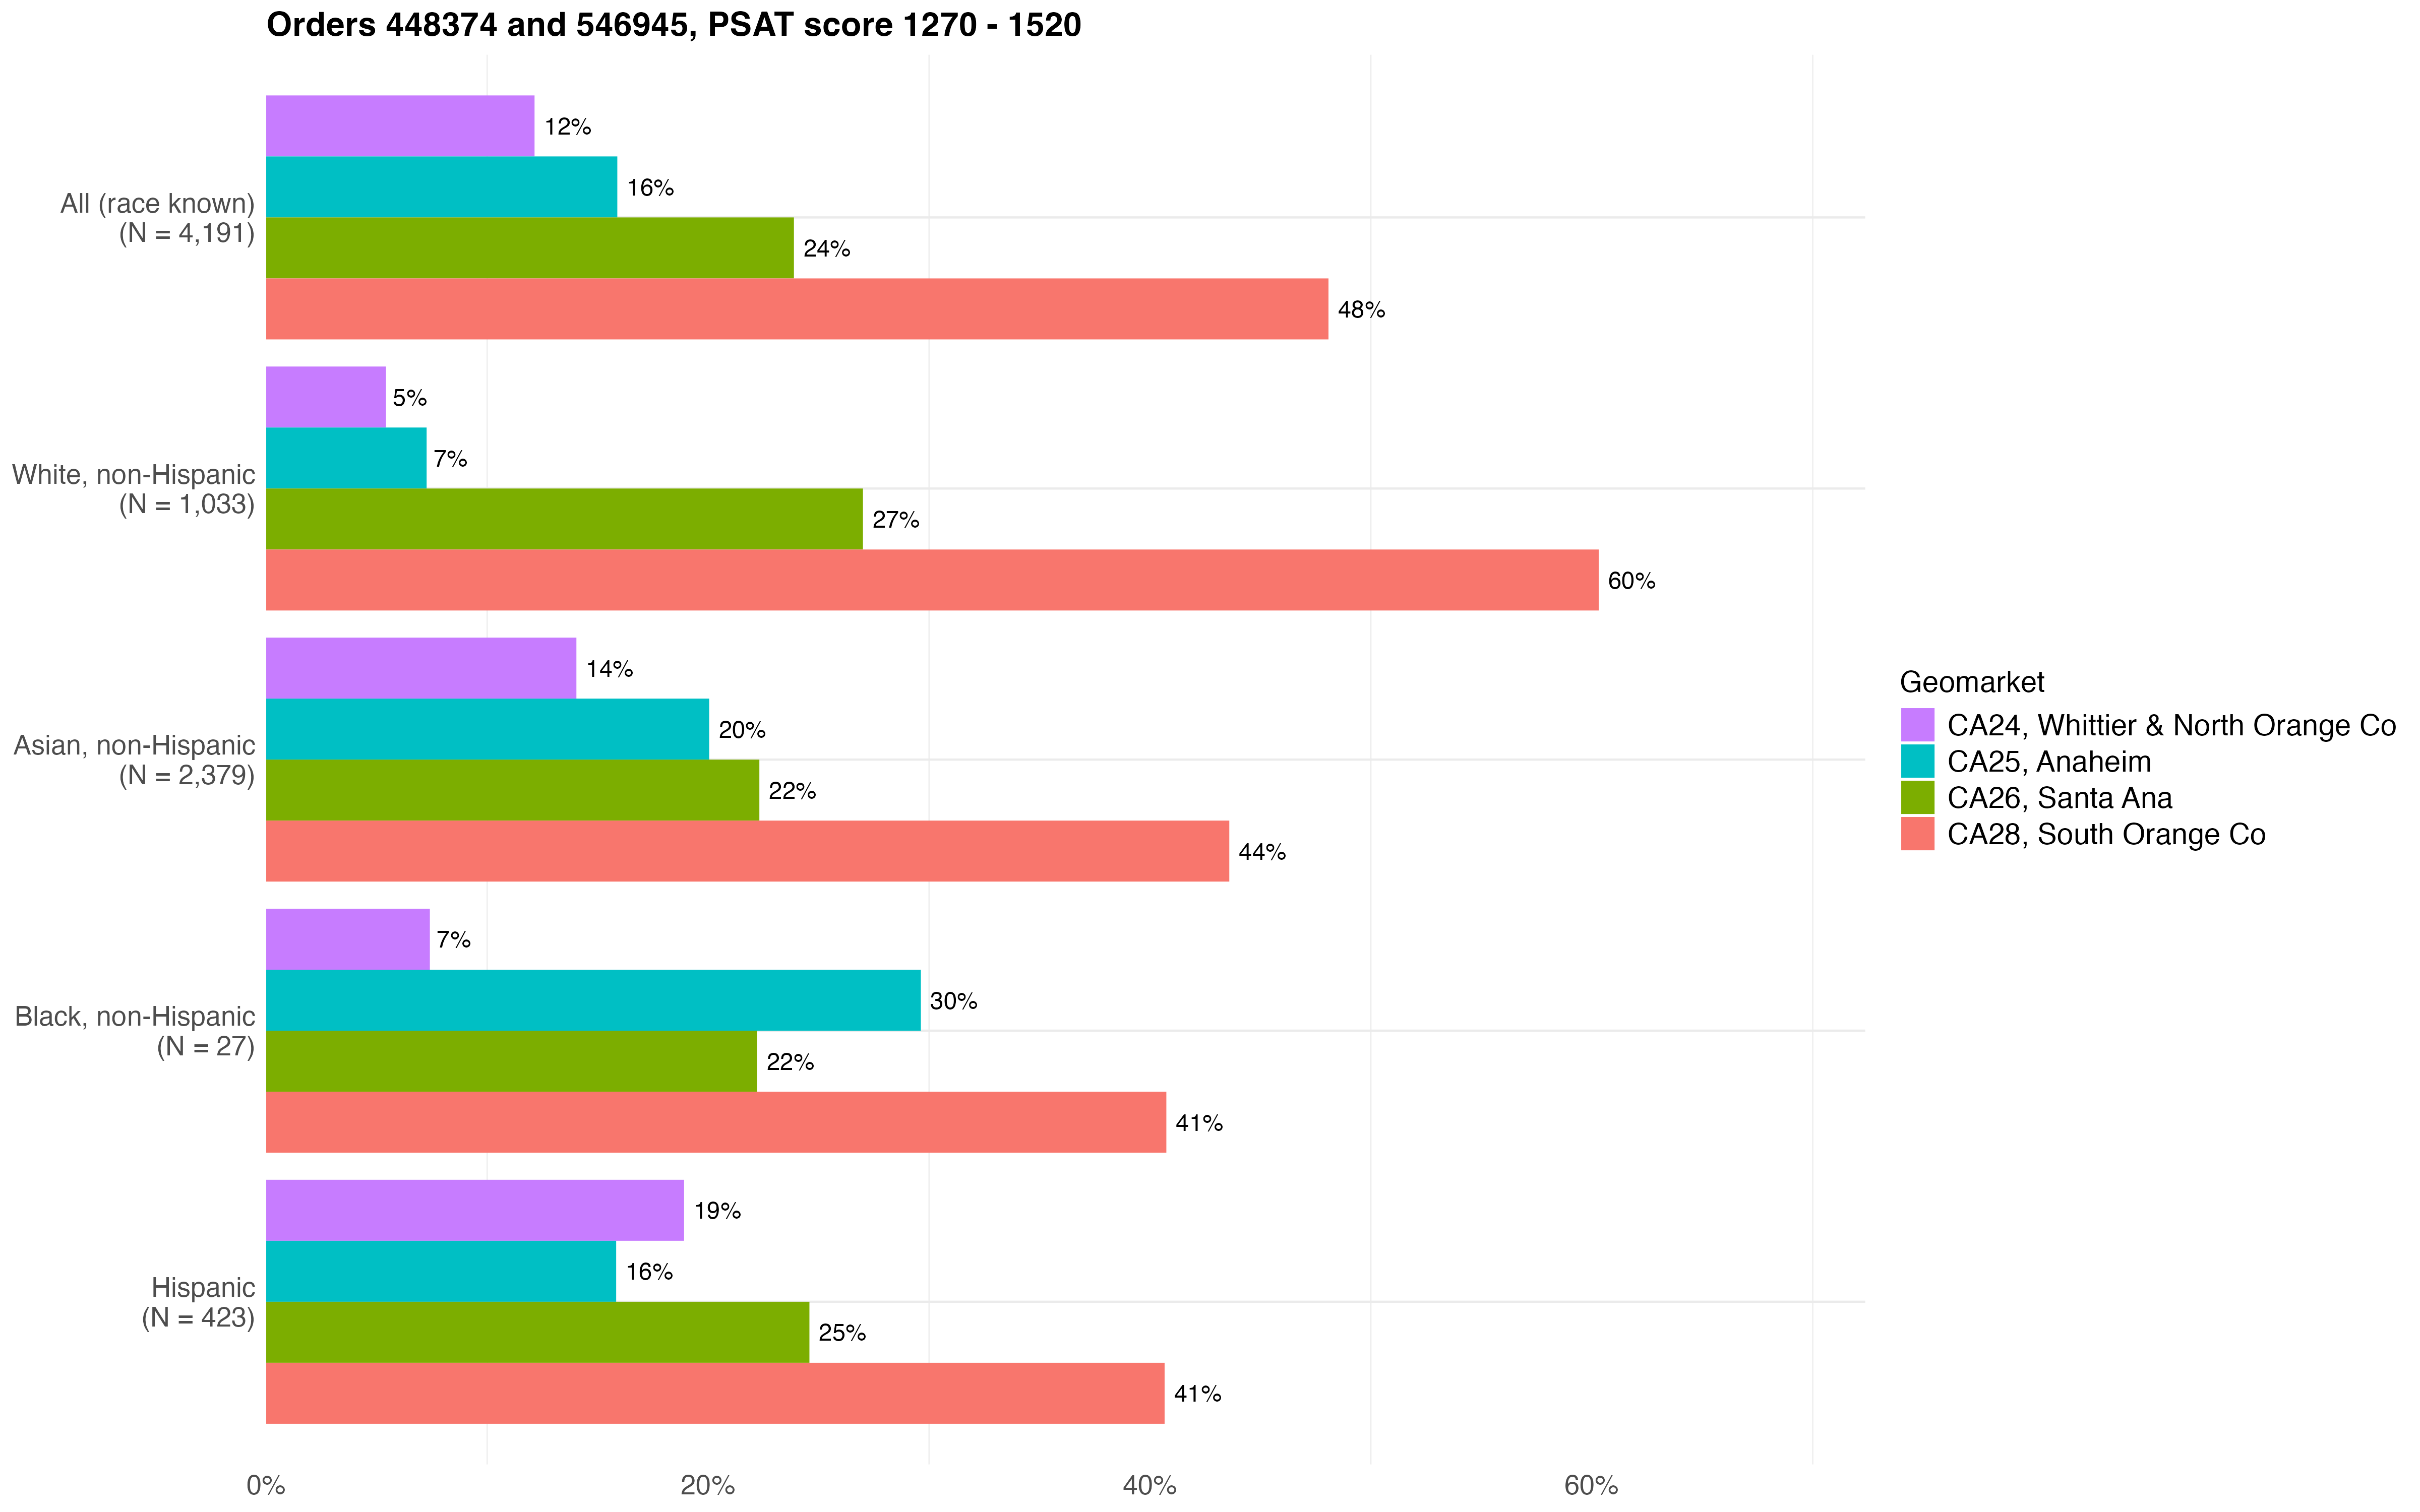 Orders 448374 and 546945, PSAT score 1270 - 1520
All (race known)
(N = 4,191)
12%
16%
24%
48%
White, non-Hispanic
(N = 1,033)
5%
7%
27%
60%
Asian, non-Hispanic
(N = 2,379)
14%
20%
22%
44%
Black, non-Hispanic
(N = 27)
7%
30%
22%
41%
Hispanic
(N = 423)
19%
16%
25%
41%
0%
20%
40%
60%
Geomarket
CA24, Whittier & North Orange Co
CA25, Anaheim
CA26, Santa Ana
CA28, South Orange Co